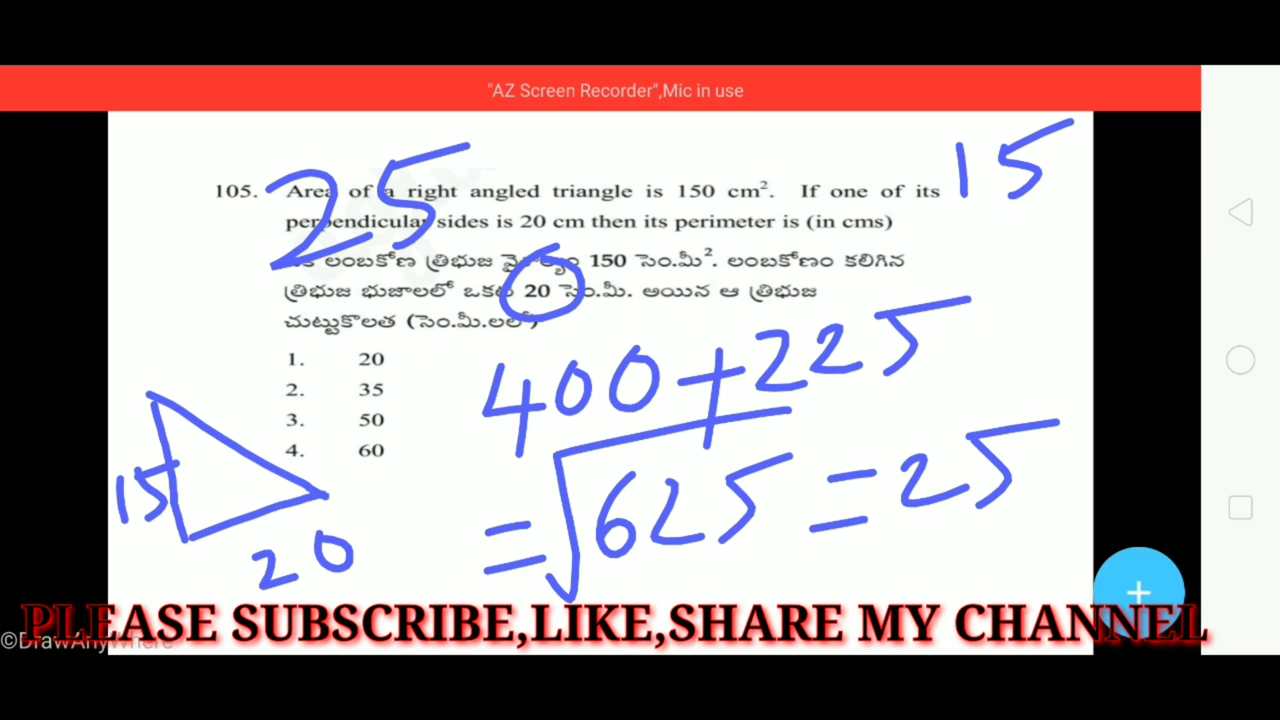 "AZ Screen Recorder",Mic in use
25
15
105. Area of a right angled triangle is 150 cm². If one of its
perpendicular sides is 20 cm then its perimeter is (in cms)
లంబకోణ త్రిభుజ వైశాల్యం 150 సెం.మీ². లంబకోణం కలిగిన
త్రిభుజ భుజాలలో ఒకటి 20 సెం.మీ. అయిన ఆ త్రిభుజ
చుట్టుకొలత (సెం.మీ.లలో)
1. 20
2. 35
3. 50
4. 60
400+225
=√625 = 25
15
20
PLEASE SUBSCRIBE,LIKE,SHARE MY CHANNEL
©DrawAnywhere